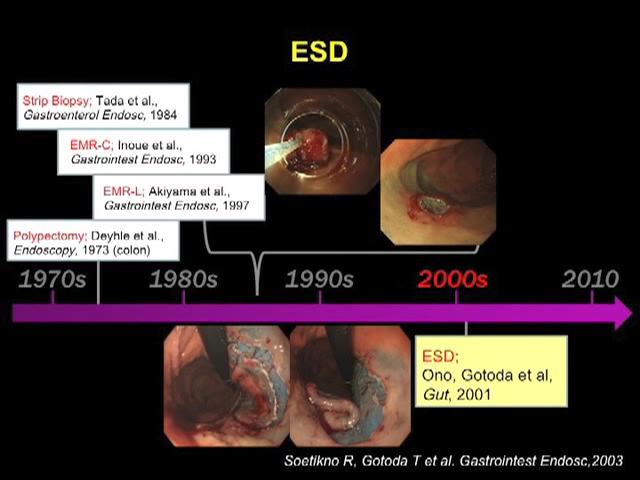 ESD
Strip Biopsy; Tada et al.,
Gastroenterol Endosc, 1984
EMR-C; Inoue et al.,
Gastrointest Endosc, 1993
EMR-L; Akiyama et al.,
Gastrointest Endosc, 1997
Polypectomy; Deyhle et al.,
Endoscopy, 1973 (colon)
1970s 1980s 1990s 2000s 2010
ESD;
Ono, Gotoda et al,
Gut, 2001
Soetikno R, Gotoda T et al. Gastrointest Endosc,2003